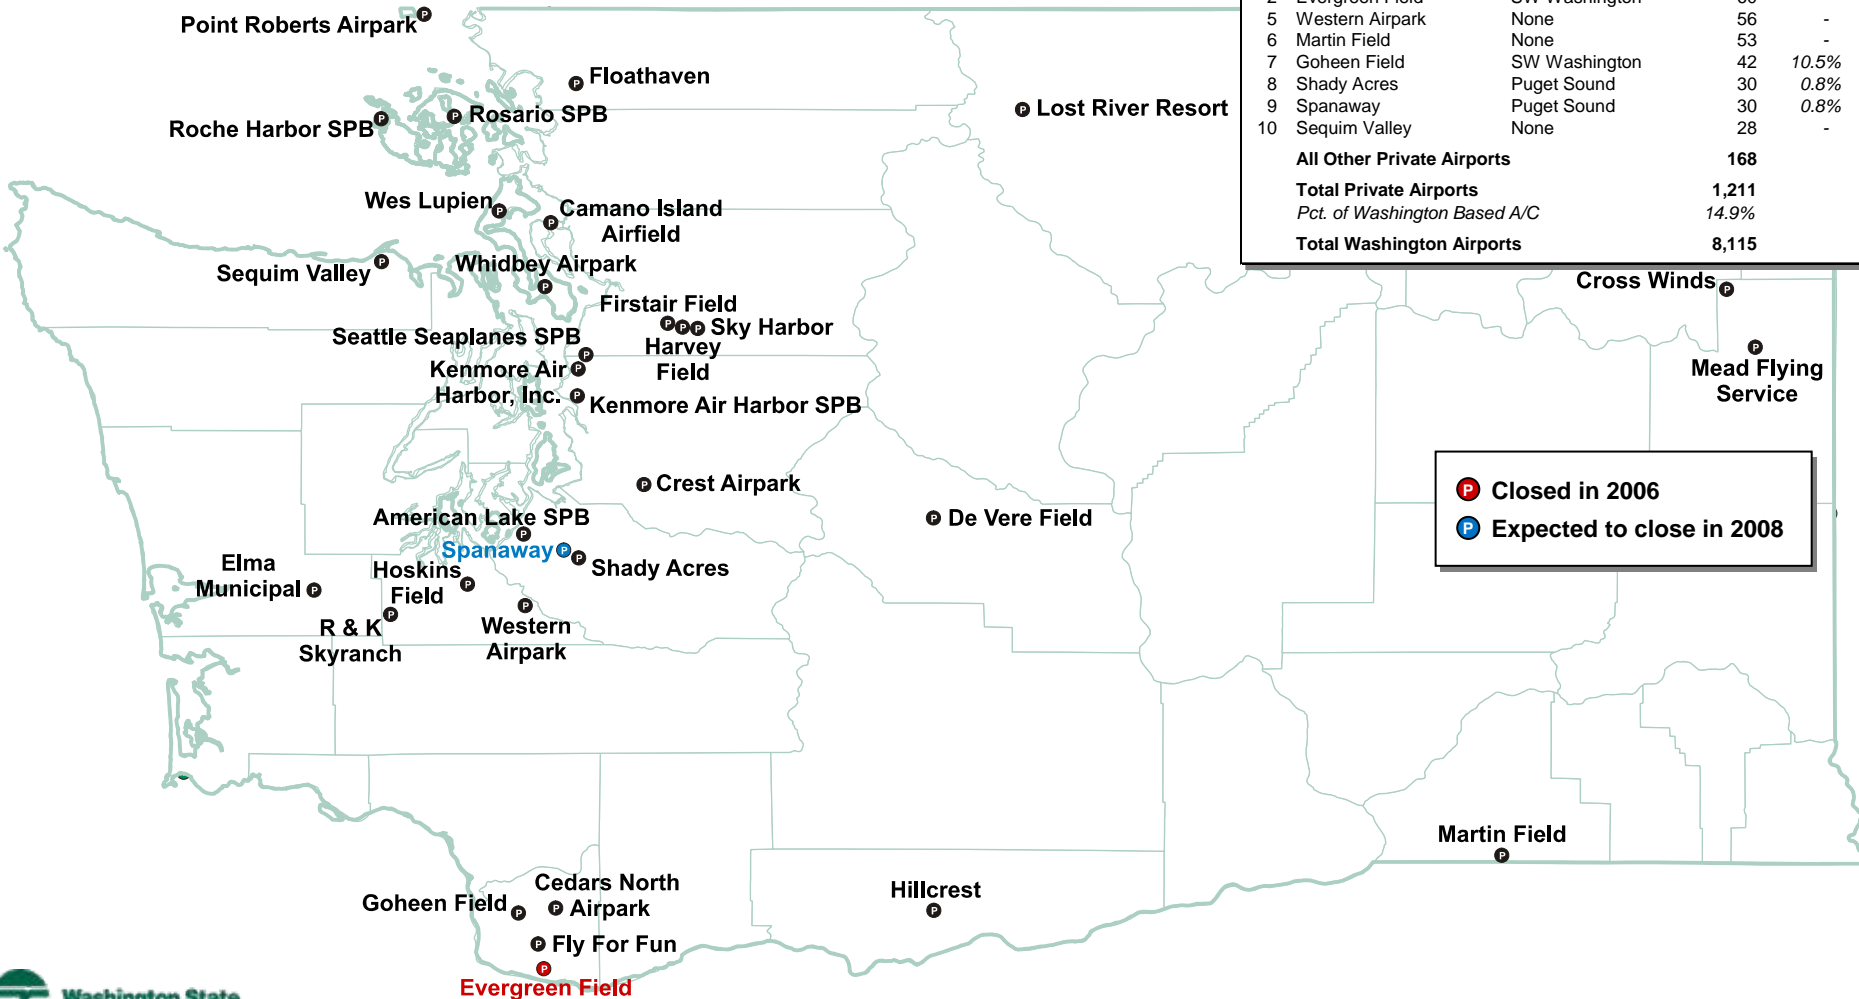 Evergreen Field SW Washington
5 Western Airpark None 56 -
6 Martin Field None 53 -
7 Goheen Field SW Washington 42 10.5%
8 Shady Acres Puget Sound 30 0.8%
9 Spanaway Puget Sound 30 0.8%
10 Sequim Valley None 28 -
All Other Private Airports 168
Total Private Airports 1,211
Pct. of Washington Based A/C 14.9%
Total Washington Airports 8,115
Point Roberts Airpark
Floathaven
Lost River Resort
Roche Harbor SPB
Rosario SPB
Wes Lupien
Camano Island
Airfield
Sequim Valley
Whidbey Airpark
Cross Winds
Firstair Field
Sky Harbor
Harvey
Field
Seattle Seaplanes SPB
Kenmore Air
Harbor, Inc.
Kenmore Air Harbor SPB
Mead Flying
Service
Crest Airpark
P Closed in 2006
P Expected to close in 2008
American Lake SPB
De Vere Field
Spanaway
Shady Acres
Elma
Municipal
Hoskins
Field
R & K
Skyranch
Western
Airpark
Martin Field
Goheen Field
Cedars North
Airpark
Hillcrest
Fly For Fun
Evergreen Field
Washington State